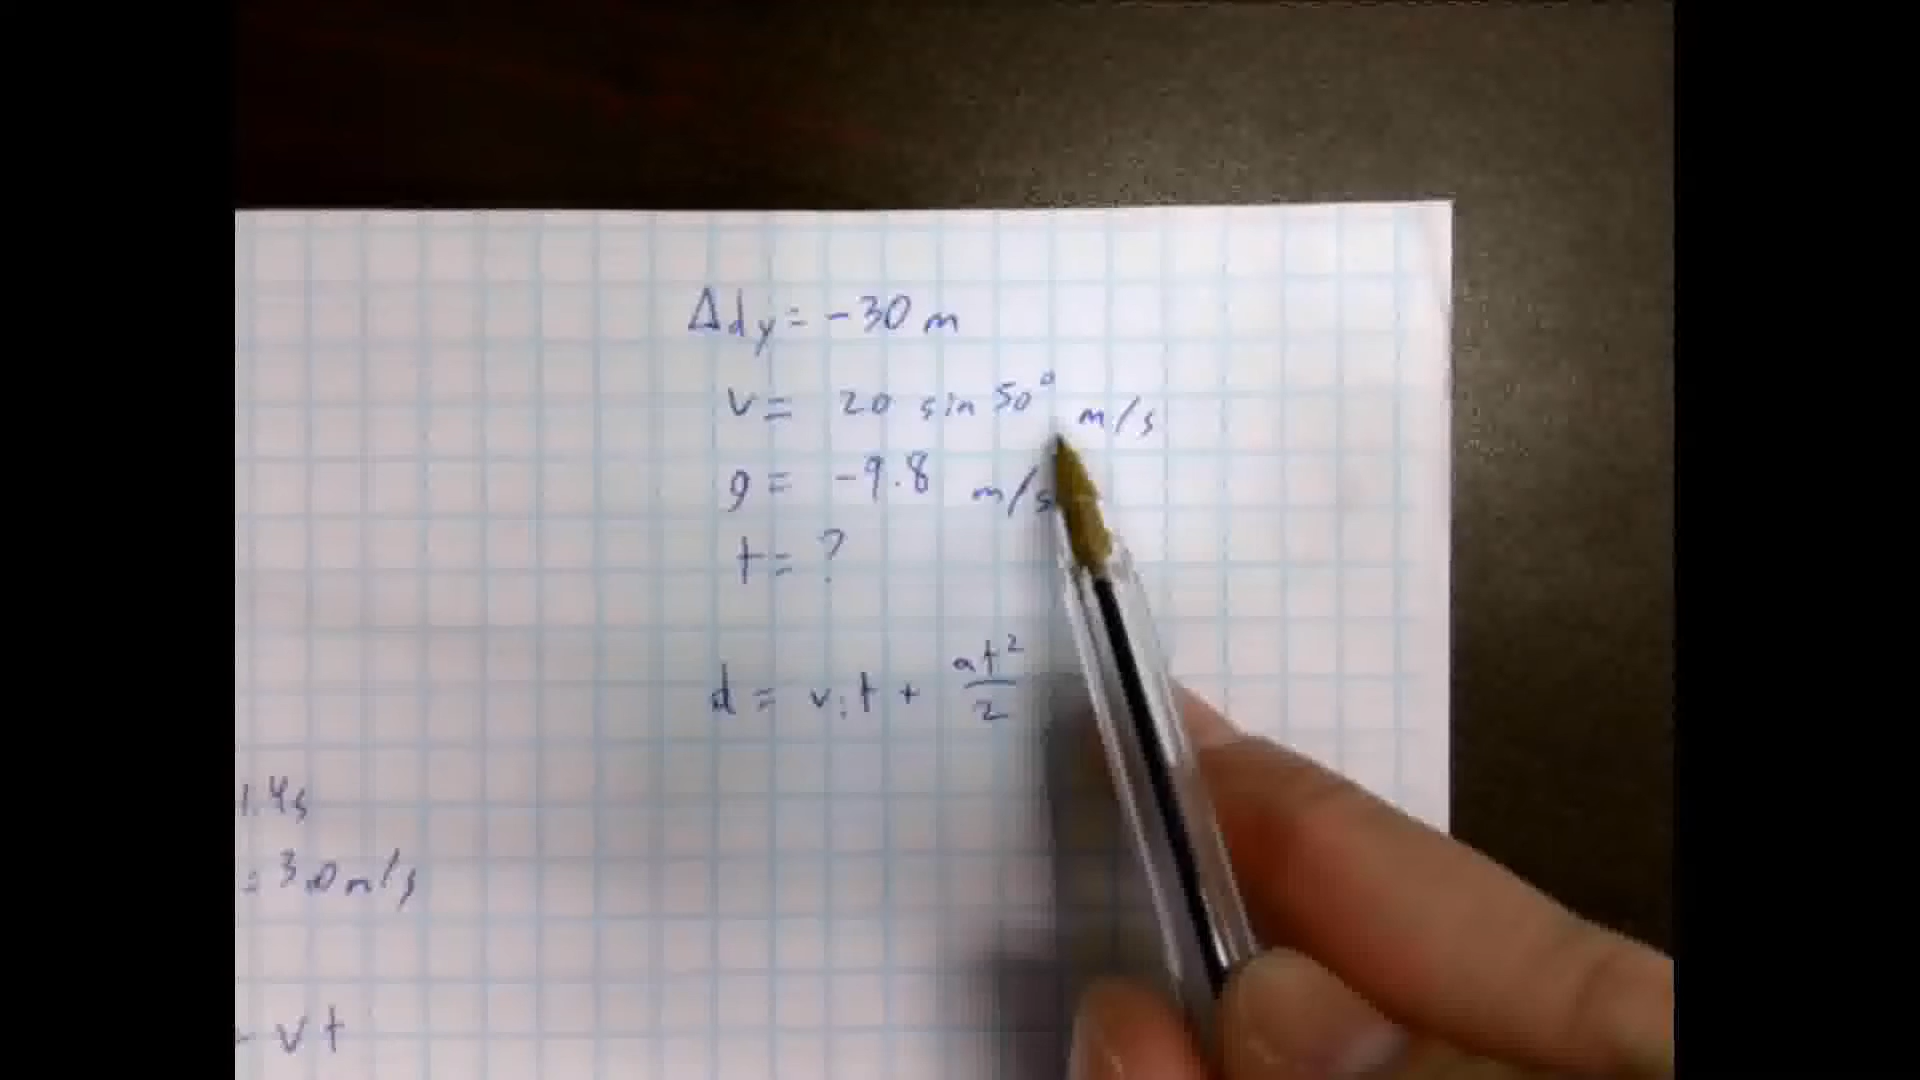 Δdy = -30 m
v = 20 sin 50° m/s
g = -9.8 m/s
t = ?
d = vit + at²/2
1.4s
= 3.0 m/s
- vt